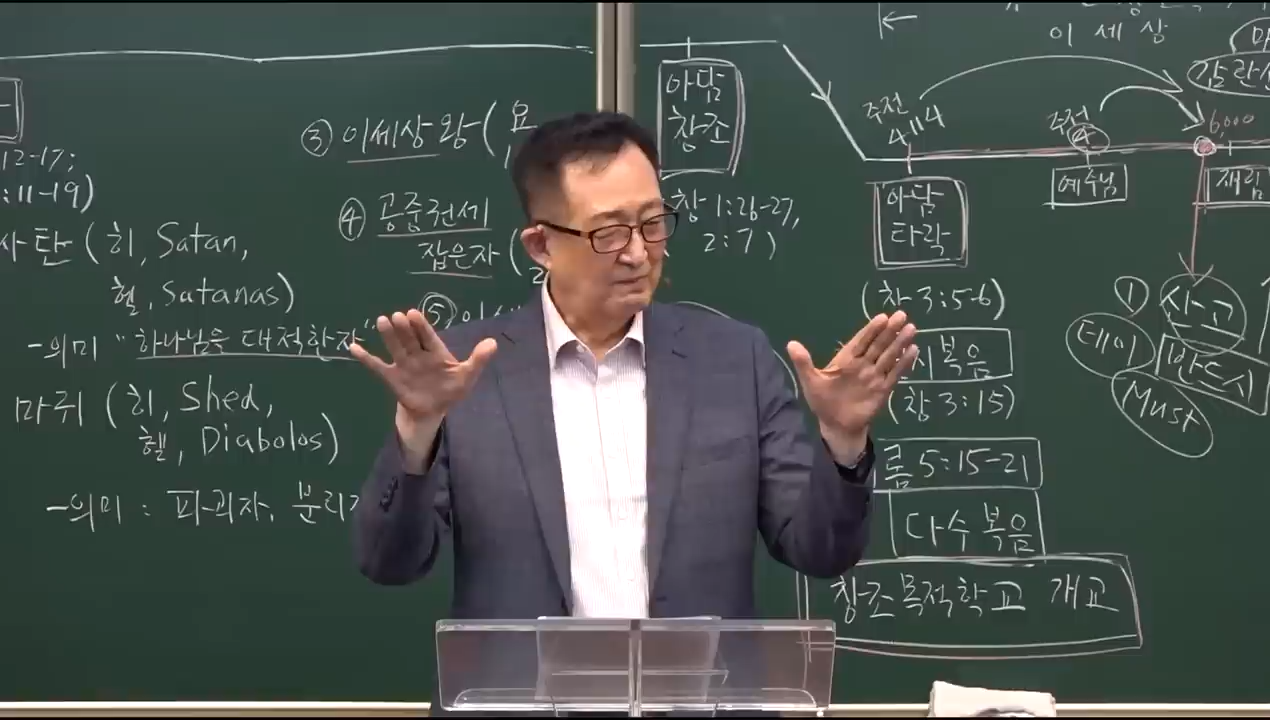 12-17;
:11-19)
사탄 (히, Satan,
헬, Satanas)
-의미 "하나님을 대적한자"
마귀 (히, Shed,
헬, Diabolos)
-의미 : 파괴자, 분리
③ 이세상 왕 (요
④ 공중권세
잡은자 (
⑤
아담
창조
창 1:26-27,
2:7)
이 세상
주전
4114
아담
타락
(창 3:5-6)
복음
(창 3:15)
롬 5:15-21
다수 복음
창조목적학교 개교
주전
4
예수님
6,000
재림
①
사고
데이
반드시
Must